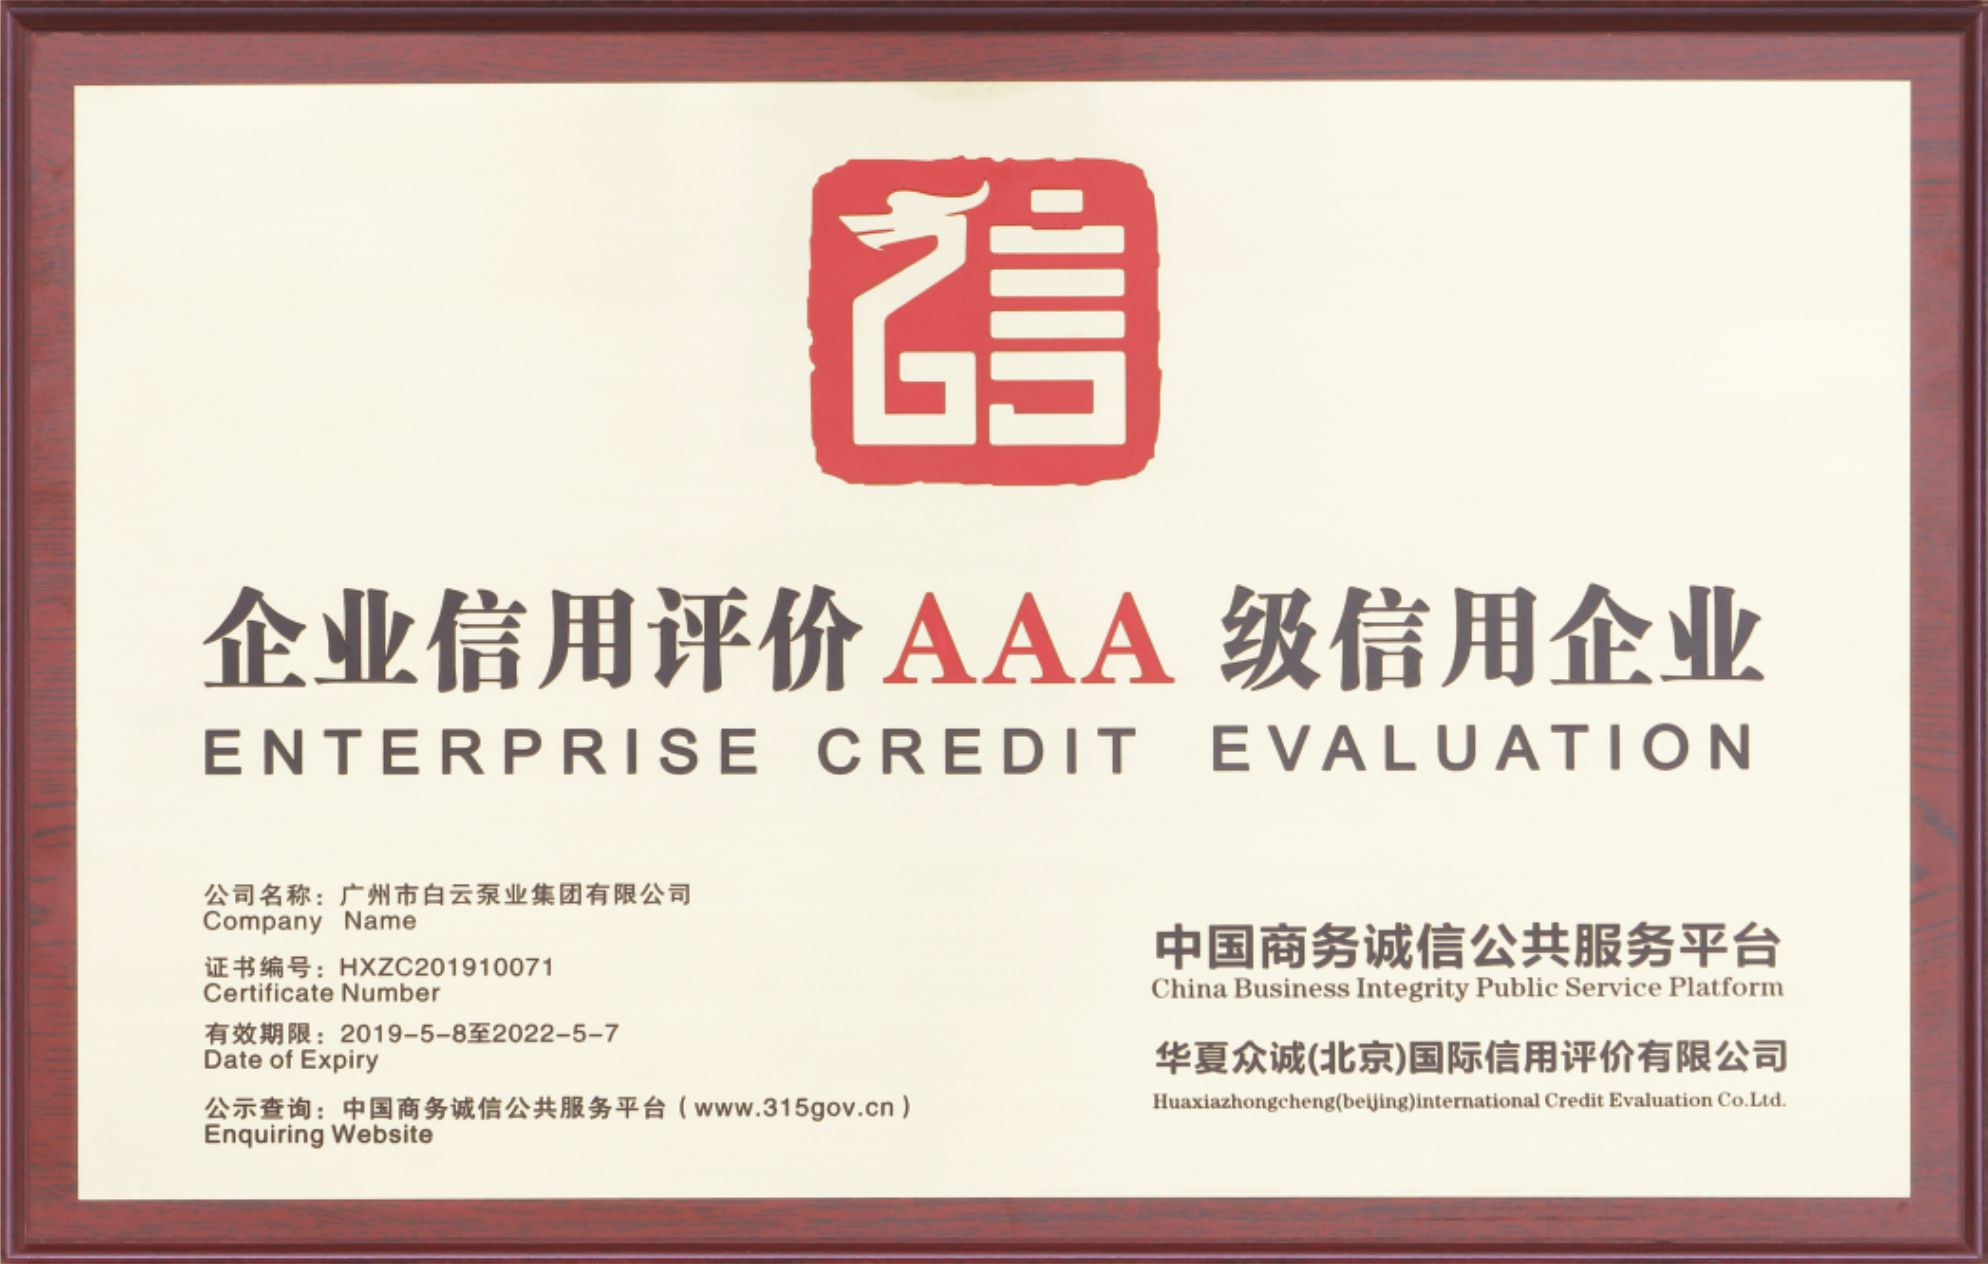 信
企业信用评价AAA 级信用企业
ENTERPRISE CREDIT EVALUATION
公司名称：广州市白云泵业集团有限公司
Company Name
证书编号：HXZC201910071
Certificate Number
有效期限：2019-5-8至2022-5-7
Date of Expiry
公示查询：中国商务诚信公共服务平台（www.315gov.cn）
Enquiring Website
中国商务诚信公共服务平台
China Business Integrity Public Service Platform
华夏众诚(北京)国际信用评价有限公司
Huaxiazhongcheng(beijing)international Credit Evaluation Co.Ltd.